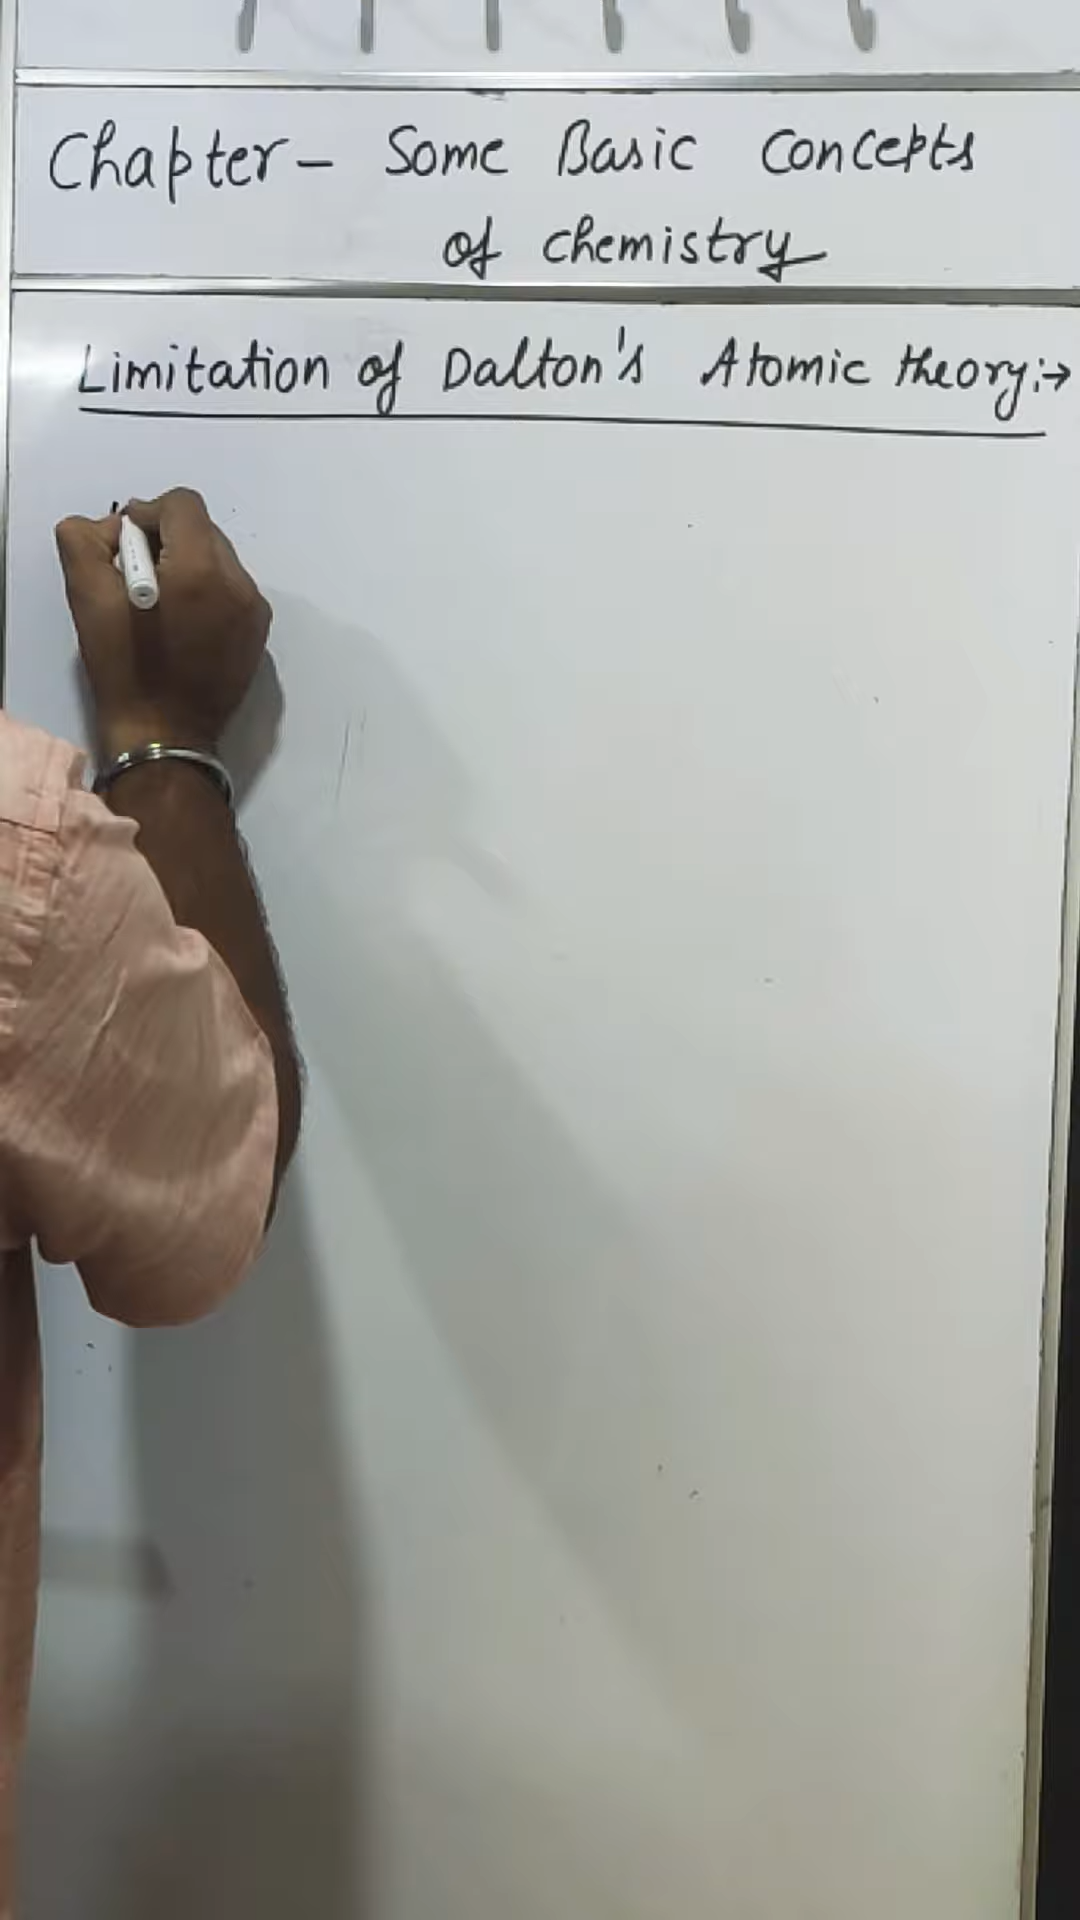 Chapter - Some Basic Concepts
of Chemistry
Limitation of Dalton's Atomic theory:→